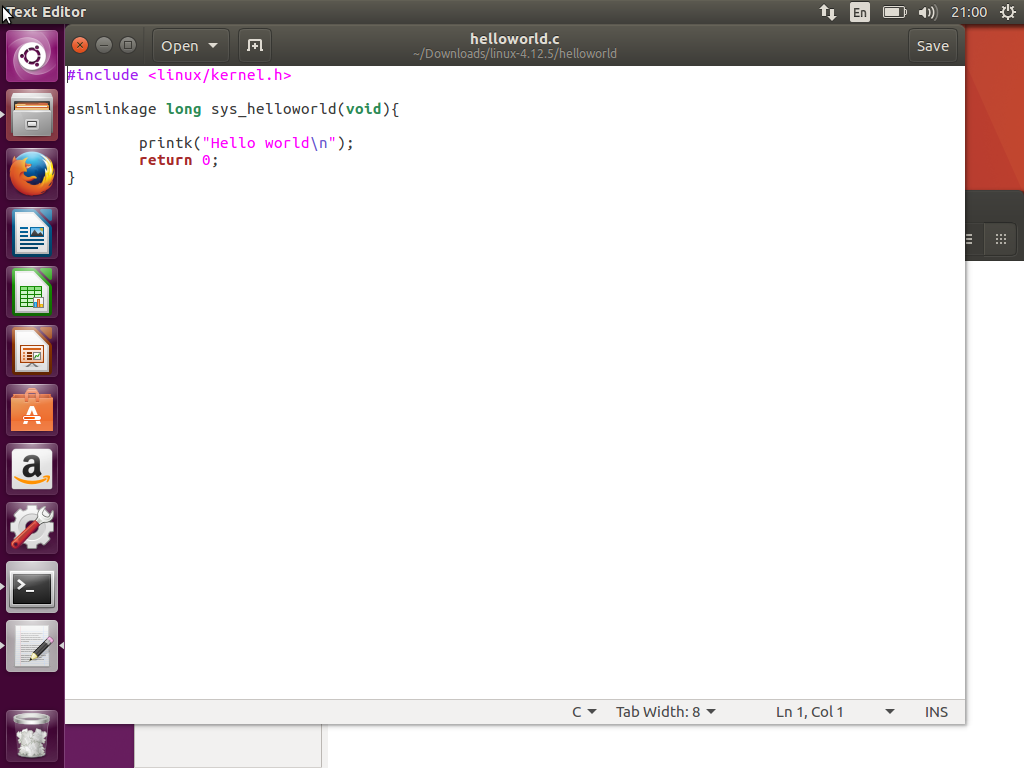 Text Editor
En
21:00
Open
helloworld.c
~/Downloads/linux-4.12.5/helloworld
Save
#include <linux/kernel.h>
asmlinkage long sys_helloworld(void){
printk("Hello world\n");
return 0;
}
C
Tab Width: 8
Ln 1, Col 1
INS